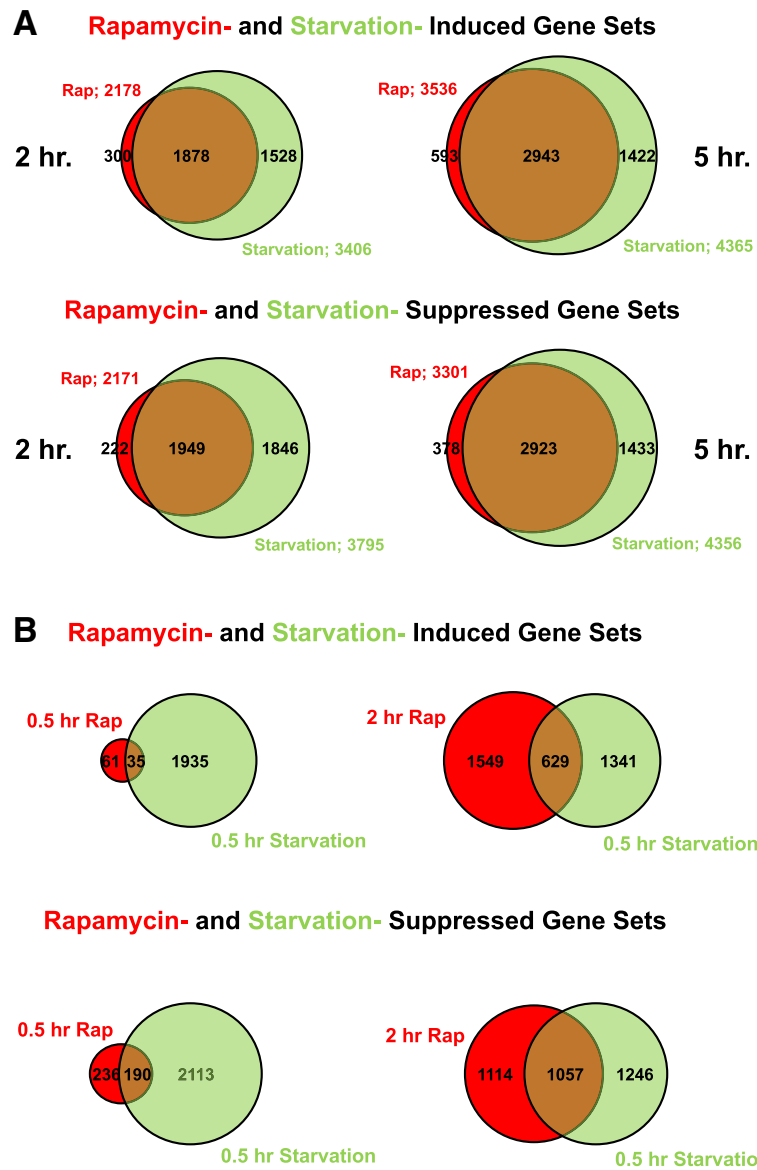 A
Rapamycin- and Starvation- Induced Gene Sets
Rap; 2178
Rap; 3536
2 hr.
300
1878
1528
593
2943
1422
5 hr.
Starvation; 3406
Starvation; 4365
Rapamycin- and Starvation- Suppressed Gene Sets
Rap; 2171
Rap; 3301
2 hr.
222
1949
1846
378
2923
1433
5 hr.
Starvation; 3795
Starvation; 4356
B
Rapamycin- and Starvation- Induced Gene Sets
0.5 hr Rap
2 hr Rap
61
35
1935
1549
629
1341
0.5 hr Starvation
0.5 hr Starvation
Rapamycin- and Starvation- Suppressed Gene Sets
0.5 hr Rap
2 hr Rap
236
190
2113
1114
1057
1246
0.5 hr Starvation
0.5 hr Starvatio